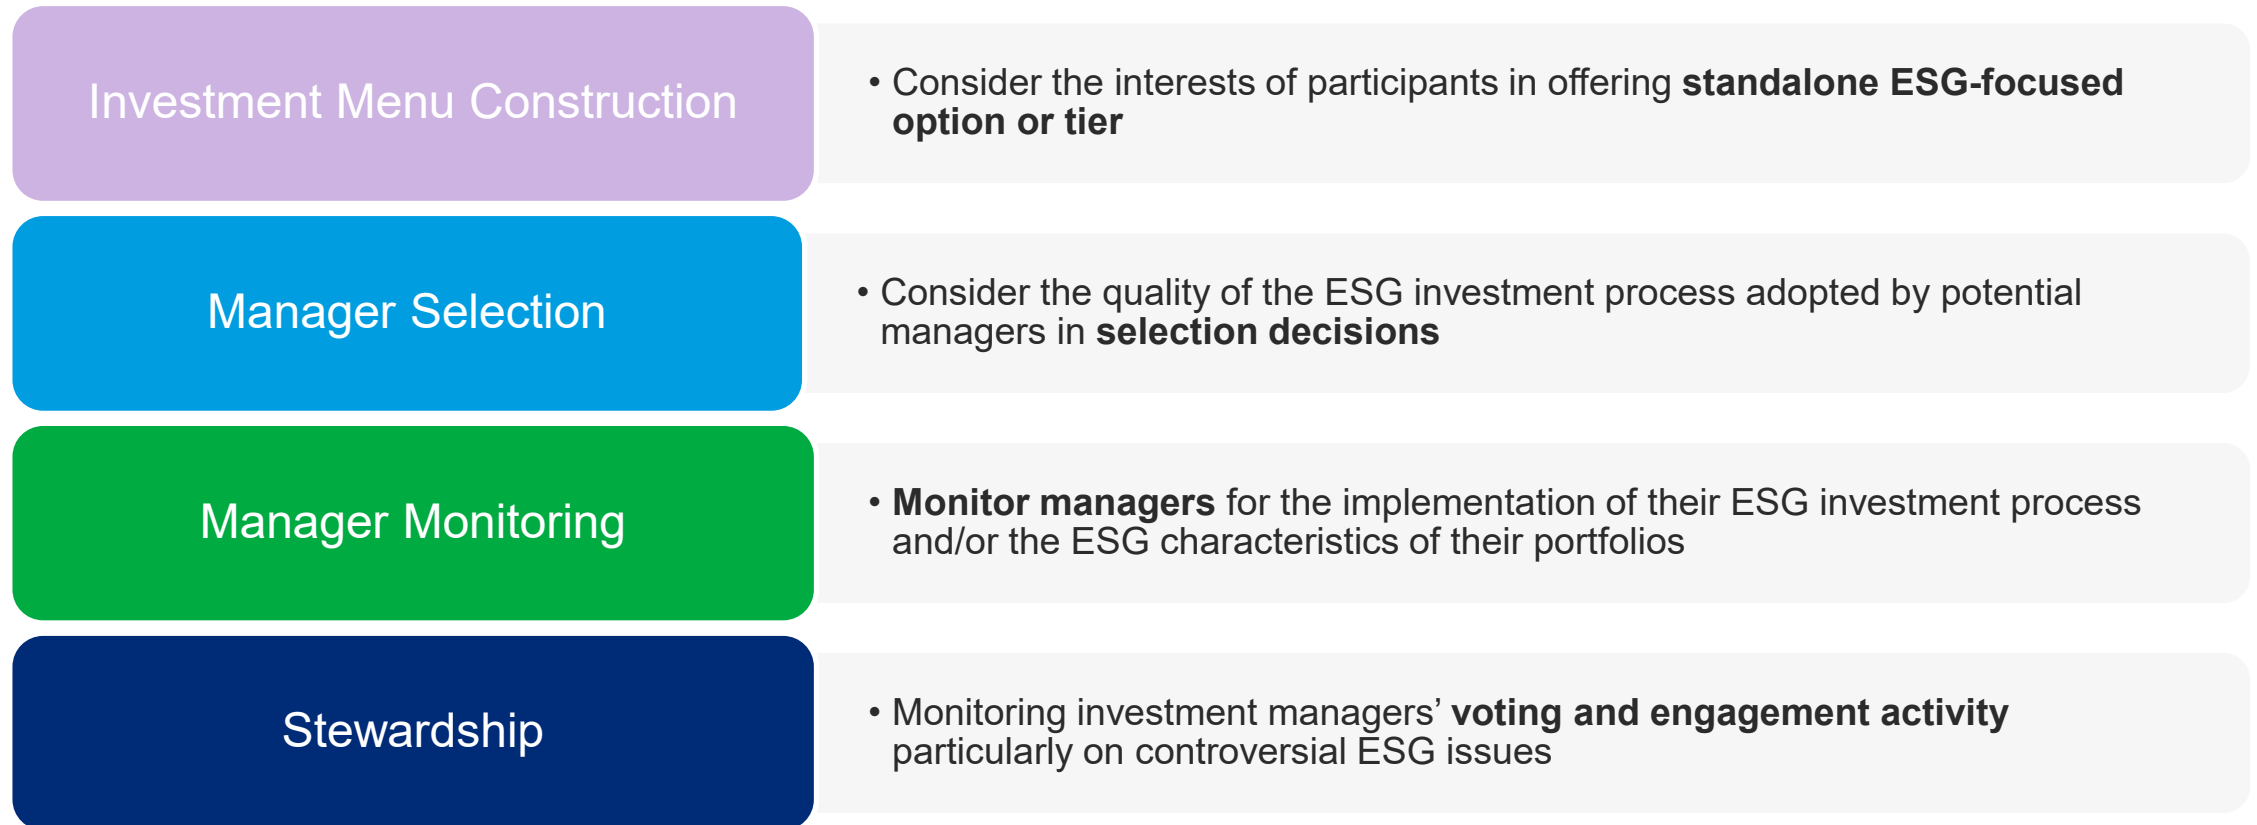 Investment Menu Construction
• Consider the interests of participants in offering standalone ESG-focused
option or tier
Manager Selection
• Consider the quality of the ESG investment process adopted by potential
managers in selection decisions
Manager Monitoring
• Monitor managers for the implementation of their ESG investment process
and/or the ESG characteristics of their portfolios
Stewardship
• Monitoring investment managers’ voting and engagement activity
particularly on controversial ESG issues